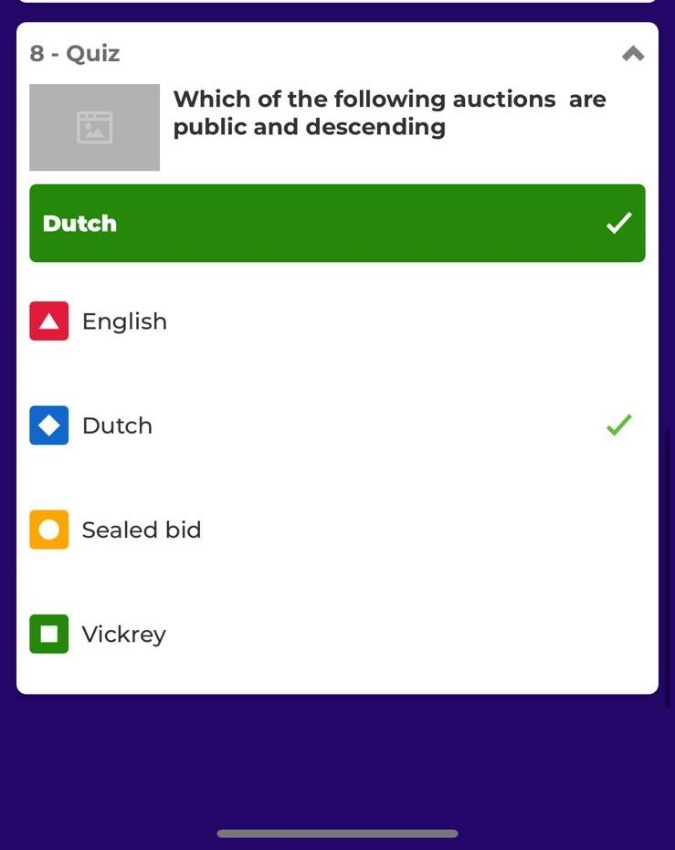 8 - Quiz
Which of the following auctions  are
public and descending
Dutch
English
Dutch
Sealed bid
Vickrey